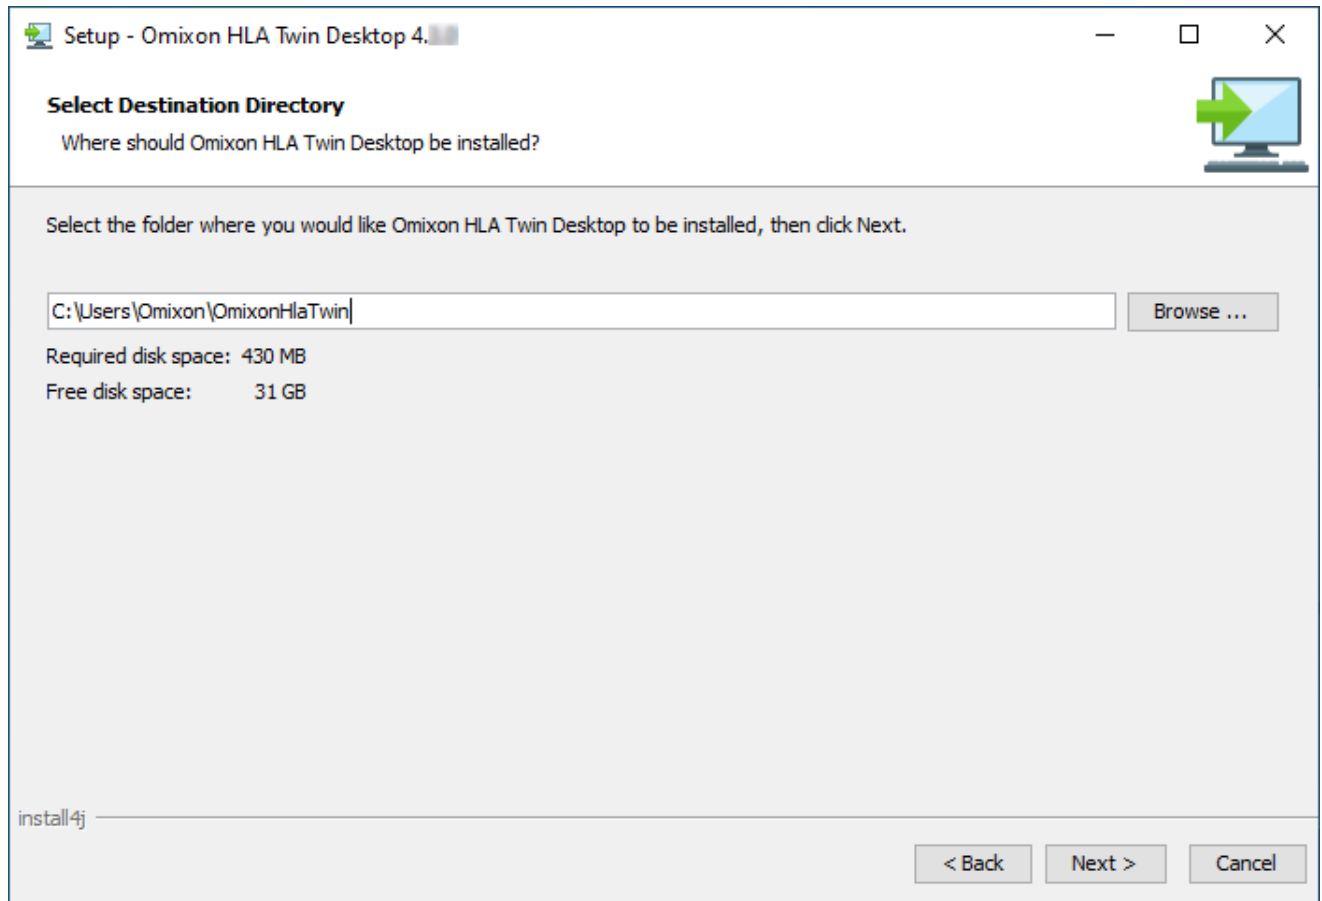 Setup - Omixon HLA Twin Desktop 4.
Select Destination Directory
Where should Omixon HLA Twin Desktop be installed?
Select the folder where you would like Omixon HLA Twin Desktop to be installed, then click Next.
C:\Users\Omixon\OmixonHlaTwin
Browse ...
Required disk space: 430 MB
Free disk space: 31 GB
install4j
< Back
Next >
Cancel